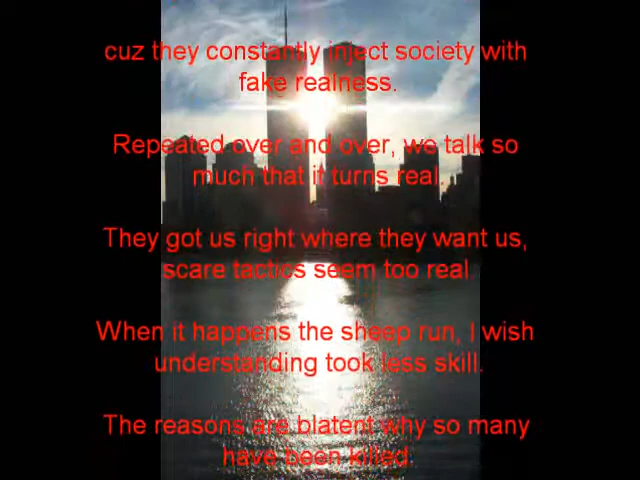 cuz they constantly inject society with
fake realness.
Repeated over and over, we talk so
much that it turns real.
They got us right where they want us,
scare tactics seem too real
When it happens the sheep run, I wish
understanding took less skill.
The reasons are blatent why so many
have been killed.